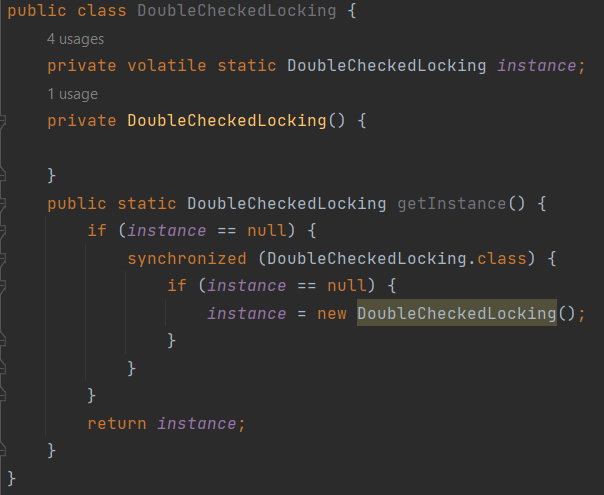 public class DoubleCheckedLocking {
4 usages
private volatile static DoubleCheckedLocking instance;
1 usage
private DoubleCheckedLocking() {
}
public static DoubleCheckedLocking getInstance() {
if (instance == null) {
synchronized (DoubleCheckedLocking.class) {
if (instance == null) {
instance = new DoubleCheckedLocking();
}
}
}
return instance;
}
}